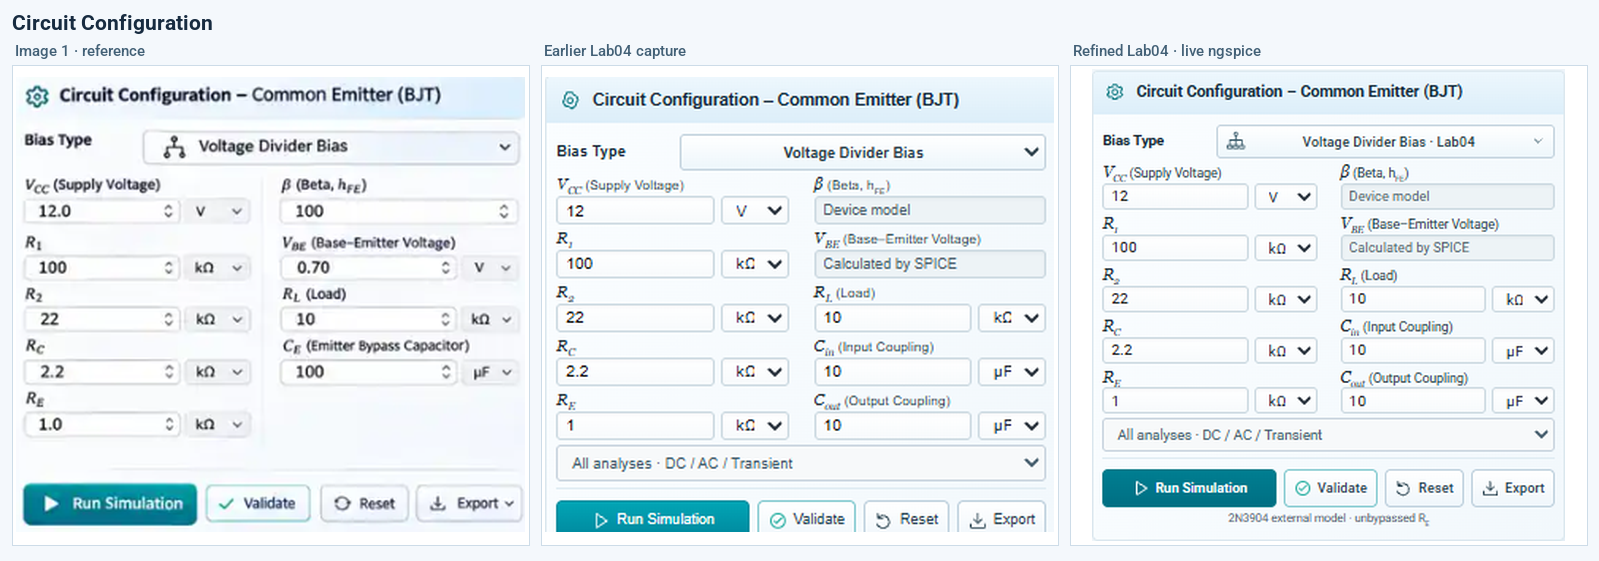 Circuit Configuration
Image 1 · reference
Circuit Configuration – Common Emitter (BJT)
Bias Type
Voltage Divider Bias
VCC (Supply Voltage)
β (Beta, hFE)
12.0 V
100
R1
VBE (Base–Emitter Voltage)
100 kΩ
0.70 V
R2
RL (Load)
22 kΩ
10 kΩ
RC
CE (Emitter Bypass Capacitor)
2.2 kΩ
100 µF
RE
1.0 kΩ
Run Simulation
Validate
Reset
Export
Earlier Lab04 capture
Circuit Configuration – Common Emitter (BJT)
Bias Type
Voltage Divider Bias
VCC (Supply Voltage)
β (Beta, hFE)
12 V
Device model
R1
VBE (Base–Emitter Voltage)
100 kΩ
Calculated by SPICE
R2
RL (Load)
22 kΩ
10 kΩ
RC
Cin (Input Coupling)
2.2 kΩ
10 µF
RE
Cout (Output Coupling)
1 kΩ
10 µF
All analyses · DC / AC / Transient
Run Simulation
Validate
Reset
Export
Refined Lab04 · live ngspice
Circuit Configuration – Common Emitter (BJT)
Bias Type
Voltage Divider Bias · Lab04
VCC (Supply Voltage)
β (Beta, hFE)
12 V
Device model
R1
VBE (Base–Emitter Voltage)
100 kΩ
Calculated by SPICE
R2
RL (Load)
22 kΩ
10 kΩ
RC
Cin (Input Coupling)
2.2 kΩ
10 µF
RE
Cout (Output Coupling)
1 kΩ
10 µF
All analyses · DC / AC / Transient
Run Simulation
Validate
Reset
Export
2N3904 external model · unbypassed RE